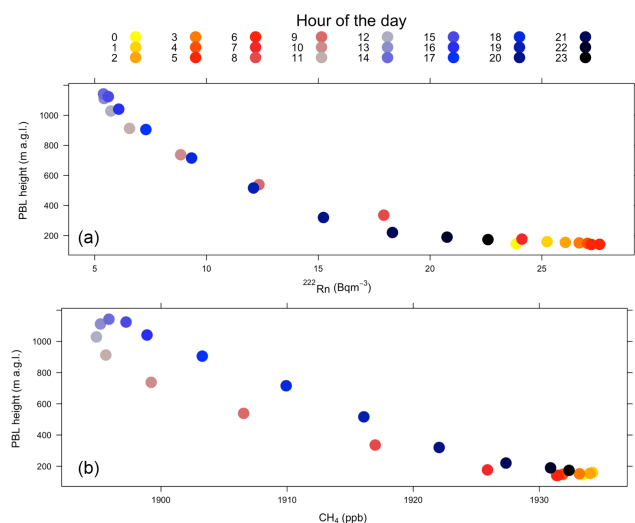 Hour of the day
0 3 6 9 12 15 18 21
1 4 7 10 13 16 19 22
2 5 8 11 14 17 20 23
PBL height (m a.g.l.)
1000
800
600
400
200
(a)
5 10 15 20 25
²²²Rn (Bqm⁻³)
PBL height (m a.g.l.)
1000
800
600
400
200
(b)
1900 1910 1920 1930
CH₄ (ppb)